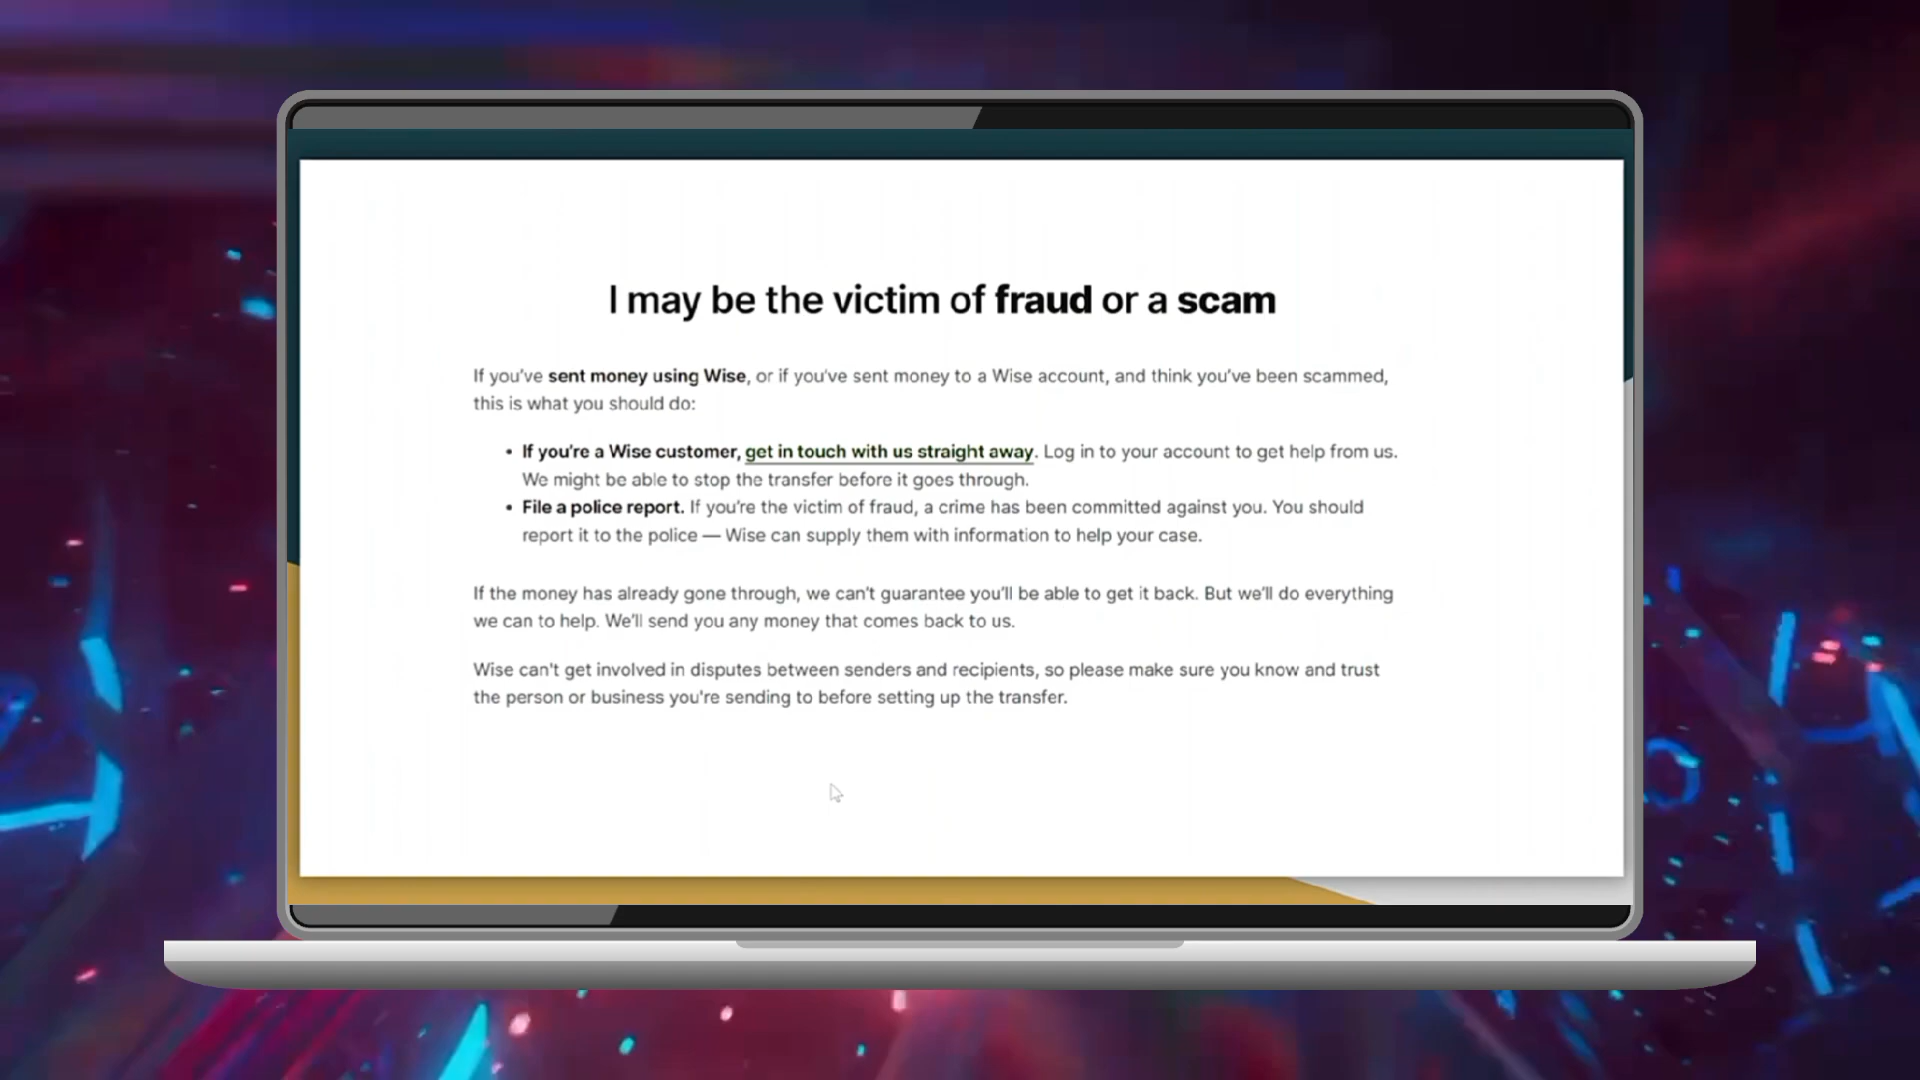 I may be the victim of fraud or a scam
If you've sent money using Wise, or if you've sent money to a Wise account, and think you've been scammed,
this is what you should do:
• If you're a Wise customer, get in touch with us straight away. Log in to your account to get help from us.
We might be able to stop the transfer before it goes through.
• File a police report. If you're the victim of fraud, a crime has been committed against you. You should
report it to the police — Wise can supply them with information to help your case.
If the money has already gone through, we can't guarantee you'll be able to get it back. But we'll do everything
we can to help. We'll send you any money that comes back to us.
Wise can't get involved in disputes between senders and recipients, so please make sure you know and trust
the person or business you're sending to before setting up the transfer.